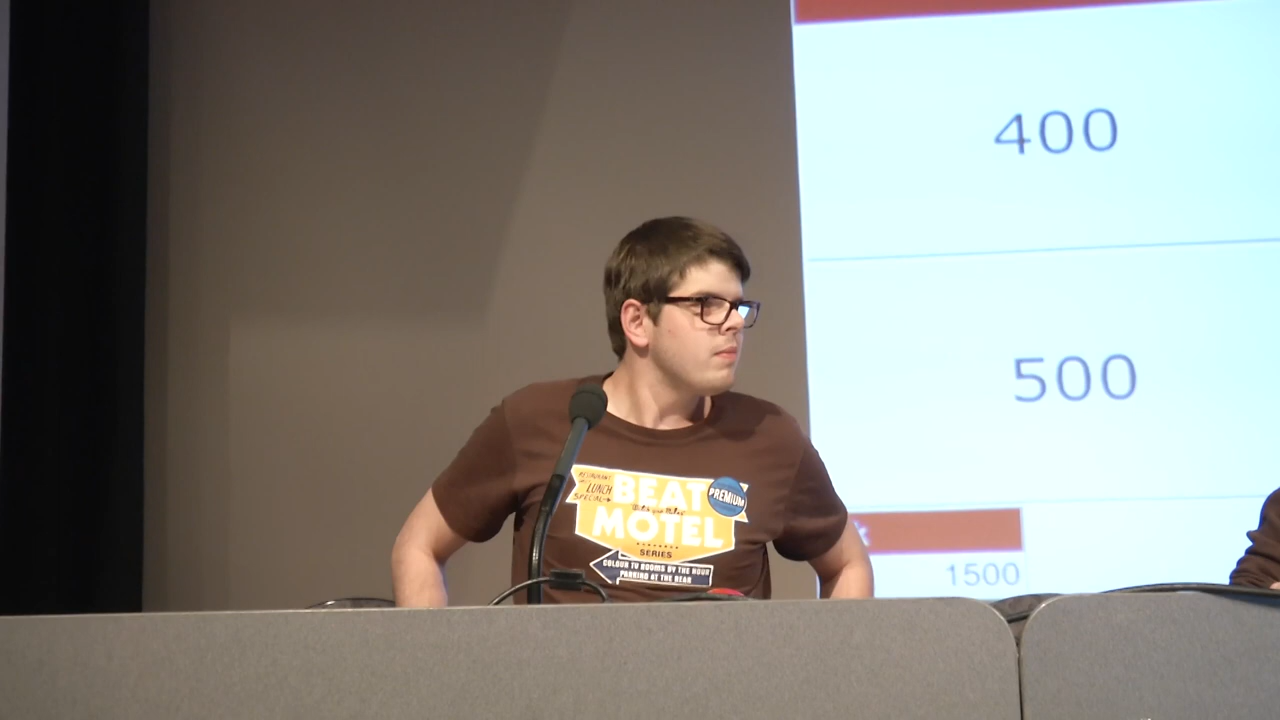 400
500
1500
RESTAURANT
LUNCH
SPECIAL
BEAT
PREMIUM
MOTEL
SERIES
COLOUR TV ROOMS BY THE HOUR
PARKING AT THE REAR